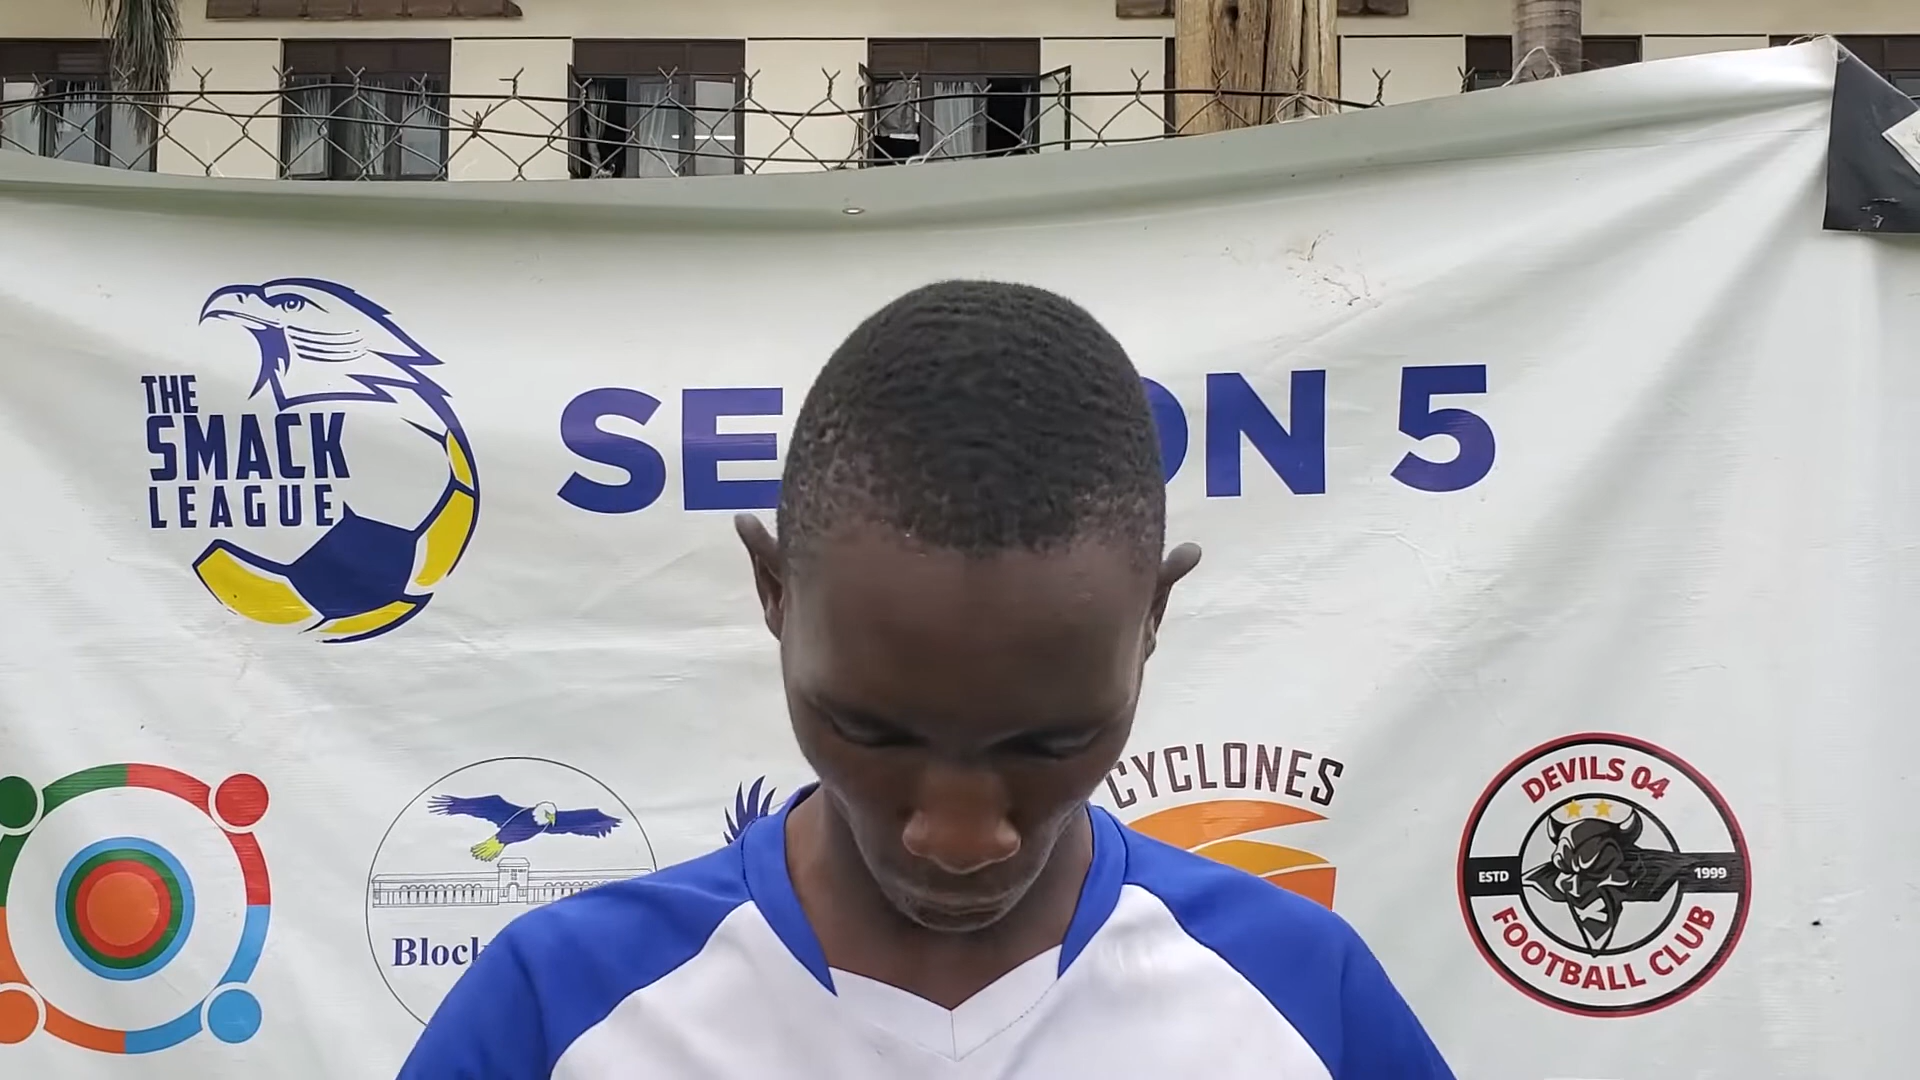 THE
SMACK
LEAGUE
SE ON 5
Block
CYCLONES
DEVILS 04
ESTD 1999
FOOTBALL CLUB